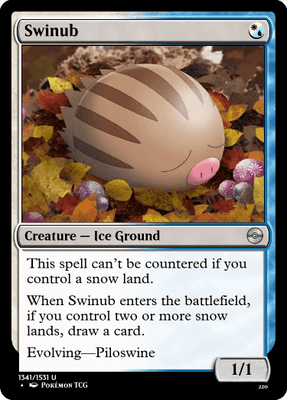 Swinub
Creature — Ice Ground
This spell can't be countered if you
control a snow land.
When Swinub enters the battlefield,
if you control two or more snow
lands, draw a card.
Evolving—Piloswine
1/1
1341/1531 U
• Pokémon TCG
220